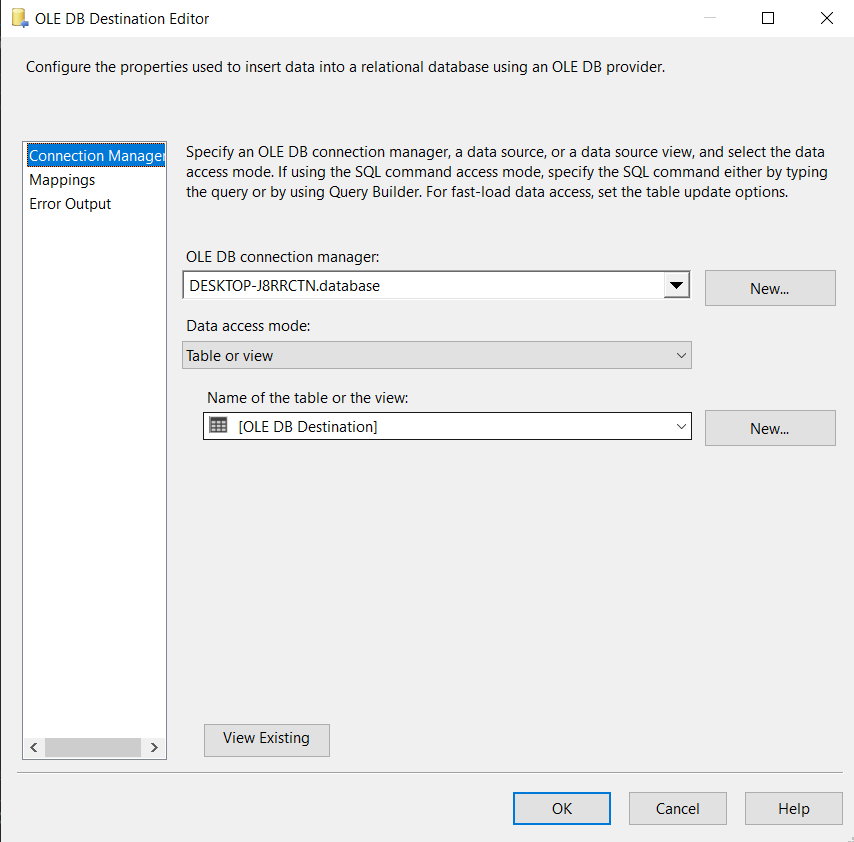 OLE DB Destination Editor
Configure the properties used to insert data into a relational database using an OLE DB provider.
Connection Manager
Mappings
Error Output
Specify an OLE DB connection manager, a data source, or a data source view, and select the data
access mode. If using the SQL command access mode, specify the SQL command either by typing
the query or by using Query Builder. For fast-load data access, set the table update options.
OLE DB connection manager:
DESKTOP-J8RRCTN.database
New...
Data access mode:
Table or view
Name of the table or the view:
[OLE DB Destination]
New...
View Existing
OK
Cancel
Help